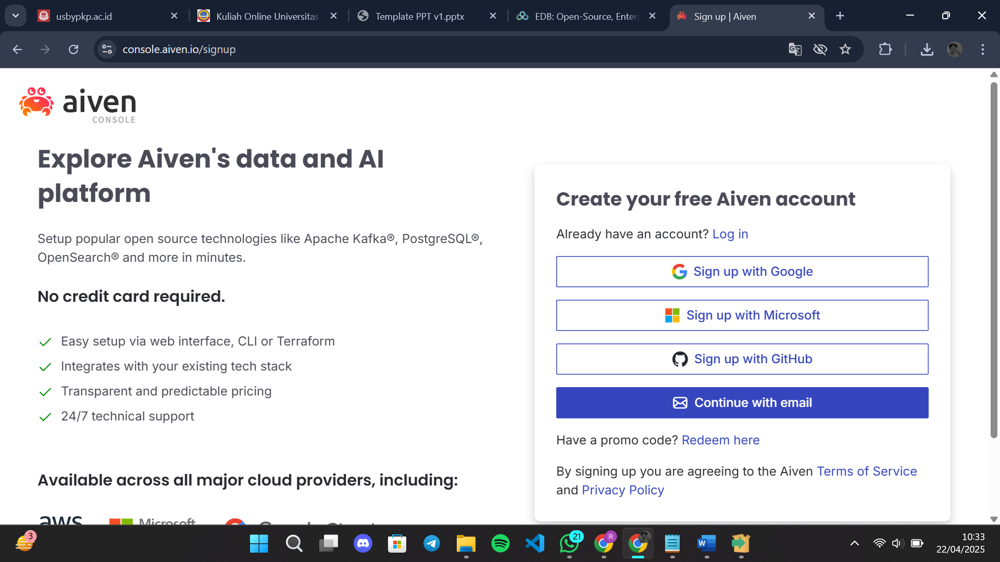 usbypkp.ac.id
Kuliah Online Universitas
Template PPT v1.pptx
EDB: Open-Source, Enter
Sign up | Aiven
console.aiven.io/signup
aiven
CONSOLE
Explore Aiven's data and AI
platform
Setup popular open source technologies like Apache Kafka®, PostgreSQL®,
OpenSearch® and more in minutes.
No credit card required.
Easy setup via web interface, CLI or Terraform
Integrates with your existing tech stack
Transparent and predictable pricing
24/7 technical support
Available across all major cloud providers, including:
aws
Microsoft
Create your free Aiven account
Already have an account? Log in
Sign up with Google
Sign up with Microsoft
Sign up with GitHub
Continue with email
Have a promo code? Redeem here
By signing up you are agreeing to the Aiven Terms of Service
and Privacy Policy
3
21
R
W
10:33
22/04/2025